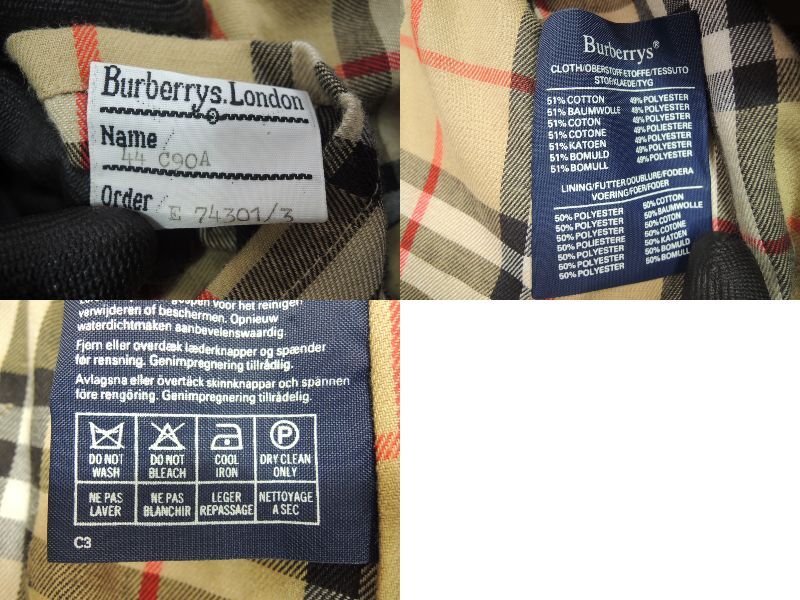 Burberrys.London
Name
44 C90A
Order
E 74301/3
Burberrys®
CLOTH/OBERSTOFF/ETOFFE/TESSUTO
STOF/KLAEDE/TYG
51% COTTON 49% POLYESTER
51% BAUMWOLLE 49% POLYESTER
51% COTON 49% POLYESTER
51% COTONE 49% POLIESTERE
51% KATOEN 49% POLYESTER
51% BOMULD 49% POLYESTER
51% BOMULL 49% POLYESTER
LINING/FUTTER/DOUBLURE/FODERA
VOERING/FOER/FODER
50% POLYESTER 50% COTTON
50% POLYESTER 50% BAUMWOLLE
50% POLYESTER 50% COTON
50% POLIESTERE 50% COTONE
50% POLYESTER 50% KATOEN
50% POLYESTER 50% BOMULD
50% POLYESTER 50% BOMULL
voor het reinigen
verwijderen of beschermen. Opnieuw
waterdichtmaken aanbevelenswaardig.
Fjern eller overdæk læderknapper og spænder
før rensning. Genimpregnering tilrådlig.
Avlagsna eller övertäck skinnknappar och spännen
före rengöring. Genimpregnering tillrådelig.
DO NOT WASH
DO NOT BLEACH
COOL IRON
P
DRY CLEAN ONLY
NE PAS LAVER
NE PAS BLANCHIR
LEGER REPASSAGE
NETTOYAGE A SEC
C3